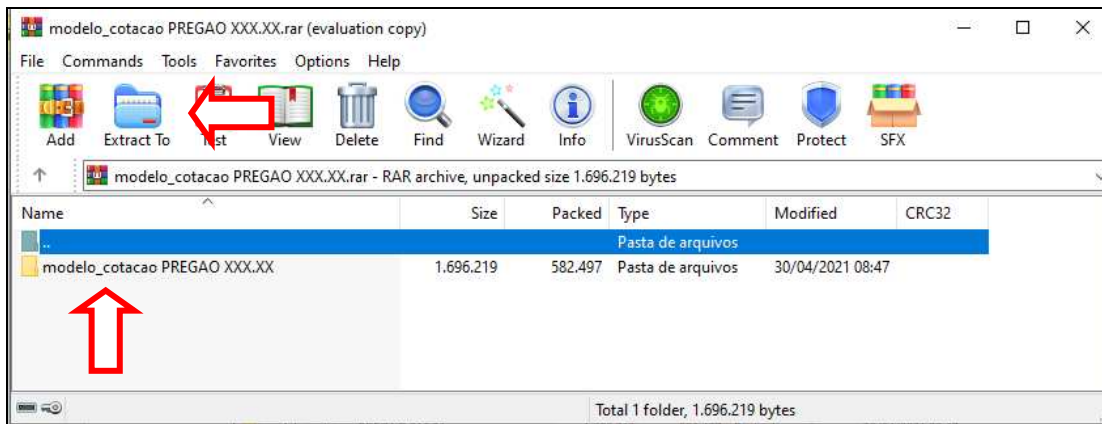 modelo_cotacao PREGAO XXX.XX.rar (evaluation copy)
File Commands Tools Favorites Options Help
Add Extract To Test View Delete Find Wizard Info VirusScan Comment Protect SFX
modelo_cotacao PREGAO XXX.XX.rar - RAR archive, unpacked size 1.696.219 bytes
Name Size Packed Type Modified CRC32
.. Pasta de arquivos
modelo_cotacao PREGAO XXX.XX 1.696.219 582.497 Pasta de arquivos 30/04/2021 08:47
Total 1 folder, 1.696.219 bytes